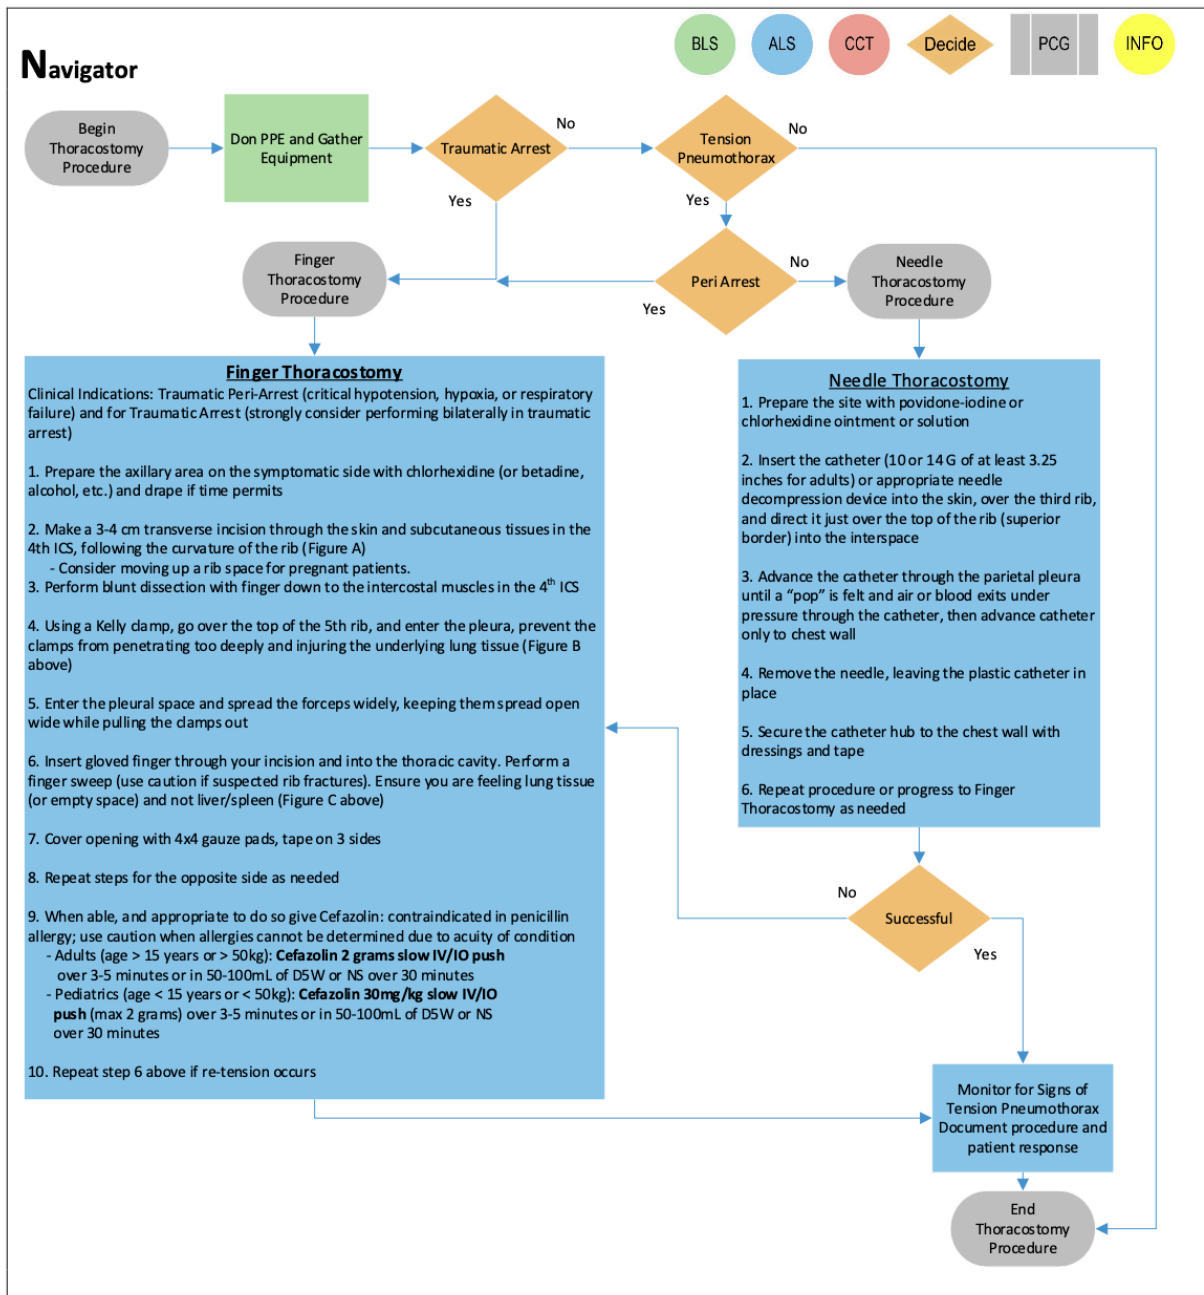 BLS
ALS
CCT
Decide
PCG
INFO
Navigator
Begin
Thoracostomy
Procedure
Don PPE and Gather
Equipment
Traumatic Arrest
No
Yes
Tension
Pneumothorax
No
Yes
Finger
Thoracostomy
Procedure
Peri Arrest
No
Yes
Needle
Thoracostomy
Procedure
Finger Thoracostomy
Clinical Indications: Traumatic Peri-Arrest (critical hypotension, hypoxia, or respiratory
failure) and for Traumatic Arrest (strongly consider performing bilaterally in traumatic
arrest)
1. Prepare the axillary area on the symptomatic side with chlorhexidine (or betadine,
alcohol, etc.) and drape if time permits
2. Make a 3-4 cm transverse incision through the skin and subcutaneous tissues in the
4th ICS, following the curvature of the rib (Figure A)
- Consider moving up a rib space for pregnant patients.
3. Perform blunt dissection with finger down to the intercostal muscles in the 4th ICS
4. Using a Kelly clamp, go over the top of the 5th rib, and enter the pleura, prevent the
clamps from penetrating too deeply and injuring the underlying lung tissue (Figure B
above)
5. Enter the pleural space and spread the forceps widely, keeping them spread open
wide while pulling the clamps out
6. Insert gloved finger through your incision and into the thoracic cavity. Perform a
finger sweep (use caution if suspected rib fractures). Ensure you are feeling lung tissue
(or empty space) and not liver/spleen (Figure C above)
7. Cover opening with 4x4 gauze pads, tape on 3 sides
8. Repeat steps for the opposite side as needed
9. When able, and appropriate to do so give Cefazolin: contraindicated in penicillin
allergy; use caution when allergies cannot be determined due to acuity of condition
- Adults (age > 15 years or > 50kg): Cefazolin 2 grams slow IV/IO push
over 3-5 minutes or in 50-100mL of D5W or NS over 30 minutes
- Pediatrics (age < 15 years or < 50kg): Cefazolin 30mg/kg slow IV/IO
push (max 2 grams) over 3-5 minutes or in 50-100mL of D5W or NS
over 30 minutes
10. Repeat step 6 above if re-tension occurs
Needle Thoracostomy
1. Prepare the site with povidone-iodine or
chlorhexidine ointment or solution
2. Insert the catheter (10 or 14 G of at least 3.25
inches for adults) or appropriate needle
decompression device into the skin, over the third rib,
and direct it just over the top of the rib (superior
border) into the interspace
3. Advance the catheter through the parietal pleura
until a “pop” is felt and air or blood exits under
pressure through the catheter, then advance catheter
only to chest wall
4. Remove the needle, leaving the plastic catheter in
place
5. Secure the catheter hub to the chest wall with
dressings and tape
6. Repeat procedure or progress to Finger
Thoracostomy as needed
No
Successful
Yes
Monitor for Signs of
Tension Pneumothorax
Document procedure and
patient response
End
Thoracostomy
Procedure